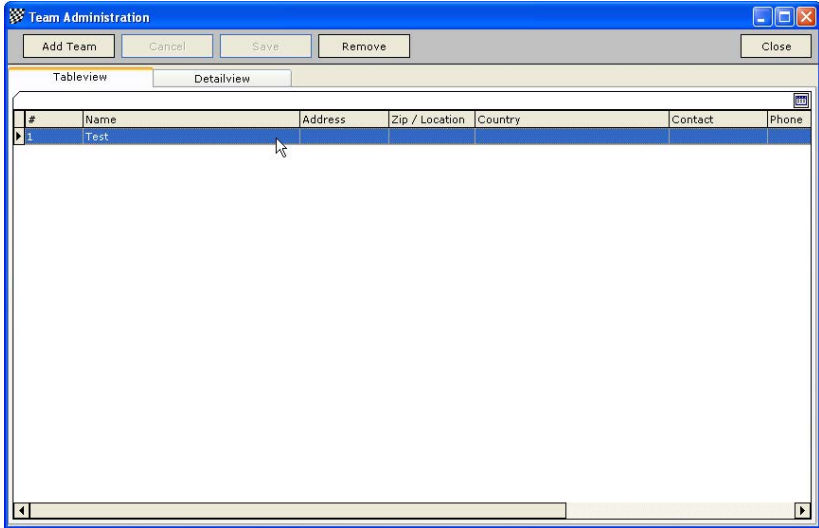 Team Administration
Add Team Cancel Save Remove Close
Tableview Detailview
# Name Address Zip / Location Country Contact Phone
1 Test